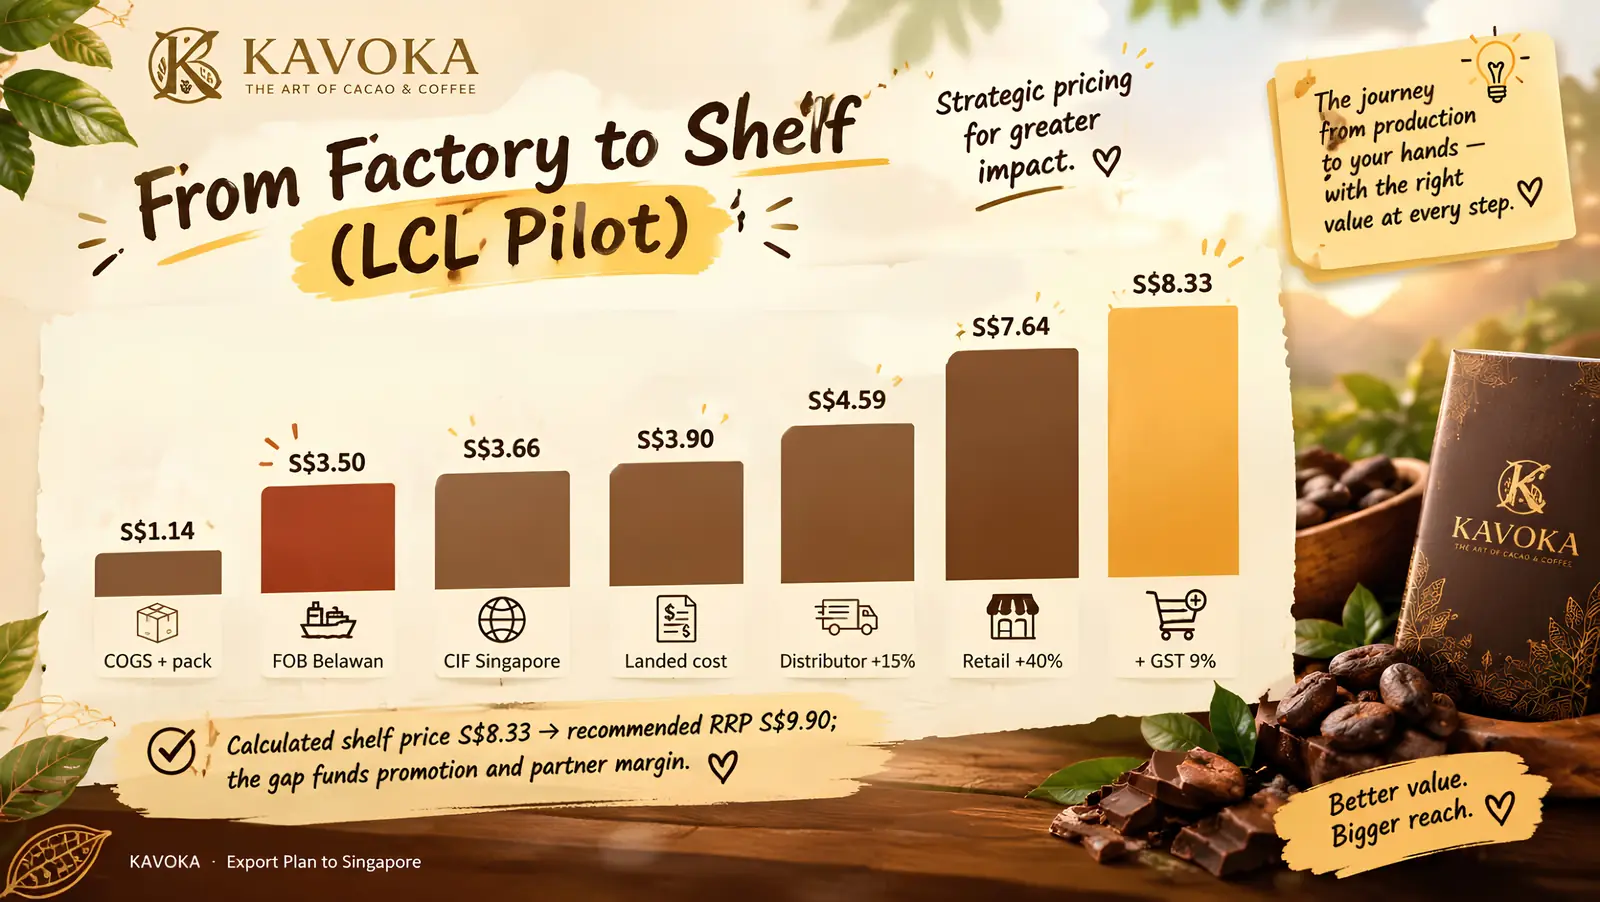 KAVOKA
THE ART OF CACAO & COFFEE
From Factory to Shelf
(LCL Pilot)
Strategic pricing
for greater
impact.
The journey
from production
to your hands —
with the right
value at every step.
S$1.14
S$3.50
S$3.66
S$3.90
S$4.59
S$7.64
S$8.33
COGS + pack
FOB Belawan
CIF Singapore
Landed cost
Distributor +15%
Retail +40%
+ GST 9%
Calculated shelf price S$8.33 → recommended RRP S$9.90;
the gap funds promotion and partner margin.
KAVOKA
THE ART OF CACAO & COFFEE
Better value.
Bigger reach.
KAVOKA · Export Plan to Singapore